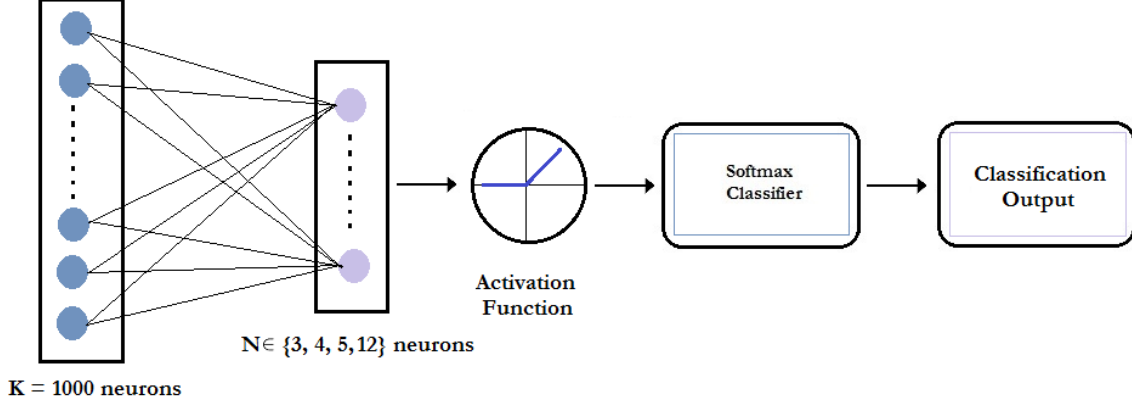 K = 1000 neurons
N∈ {3, 4, 5,12} neurons
Activation
Function
Softmax
Classifier
Classification
Output